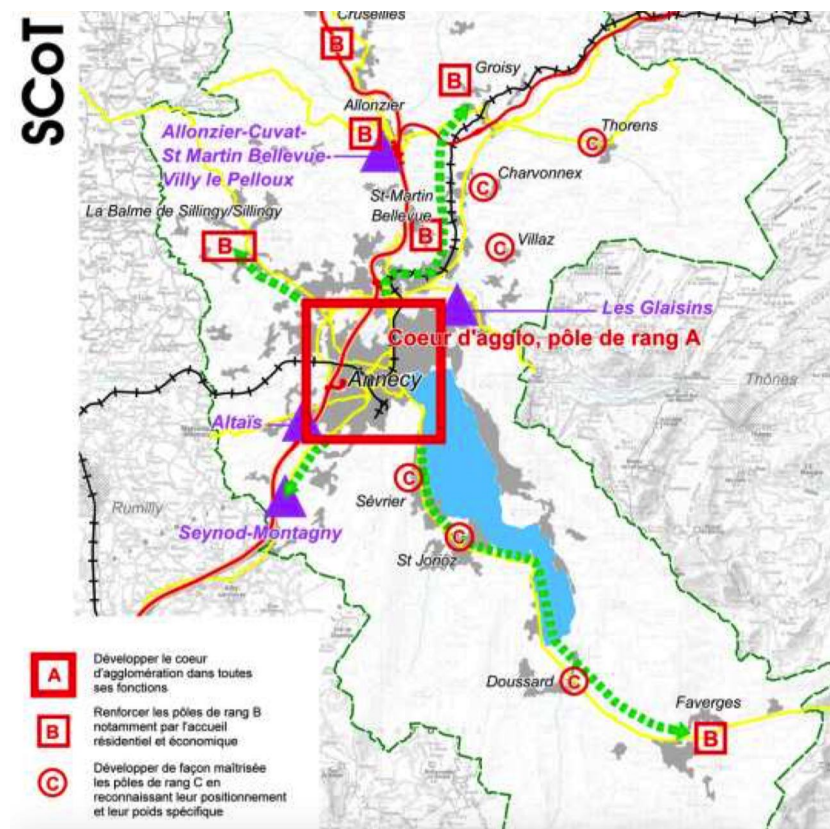 SCoT
Cruseilles
B
B
Groisy
Allonzier
B
Thorens
C
Allonzier-Cuvat-
St Martin Bellevue-
Villy le Pelloux
Charvonnex
C
St-Martin
Bellevue
B
La Balme de Sillingy/Sillingy
B
Villaz
C
Les Glaisins
Coeur d'agglo, pôle de rang A
Annecy
Thônes
Altaïs
C
Sévrier
Rumilly
Seynod-Montagny
C
St Jorioz
Doussard
C
Faverges
B
A
Développer le coeur
d'agglomération dans toutes
ses fonctions
B
Renforcer les pôles de rang B
notamment par l'accueil
résidentiel et économique
C
Développer de façon maîtrisée
les pôles de rang C en
reconnaissant leur positionnement
et leur poids spécifique